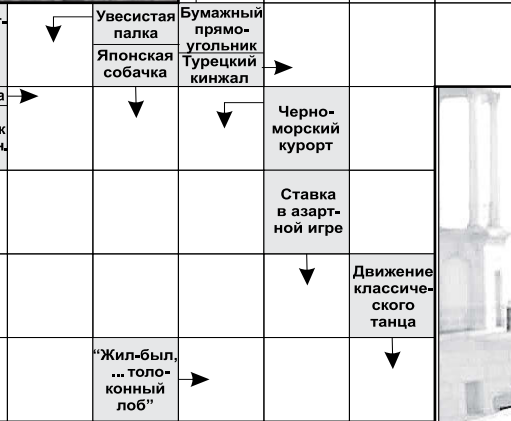 Увесистая
палка
Японская
собачка
Бумажный
прямо-
угольник
Турецкий
кинжал
Черно-
морский
курорт
Ставка
в азарт-
ной игре
Движение
классиче-
ского
танца
“Жил-был,
... толо-
конный
лоб”